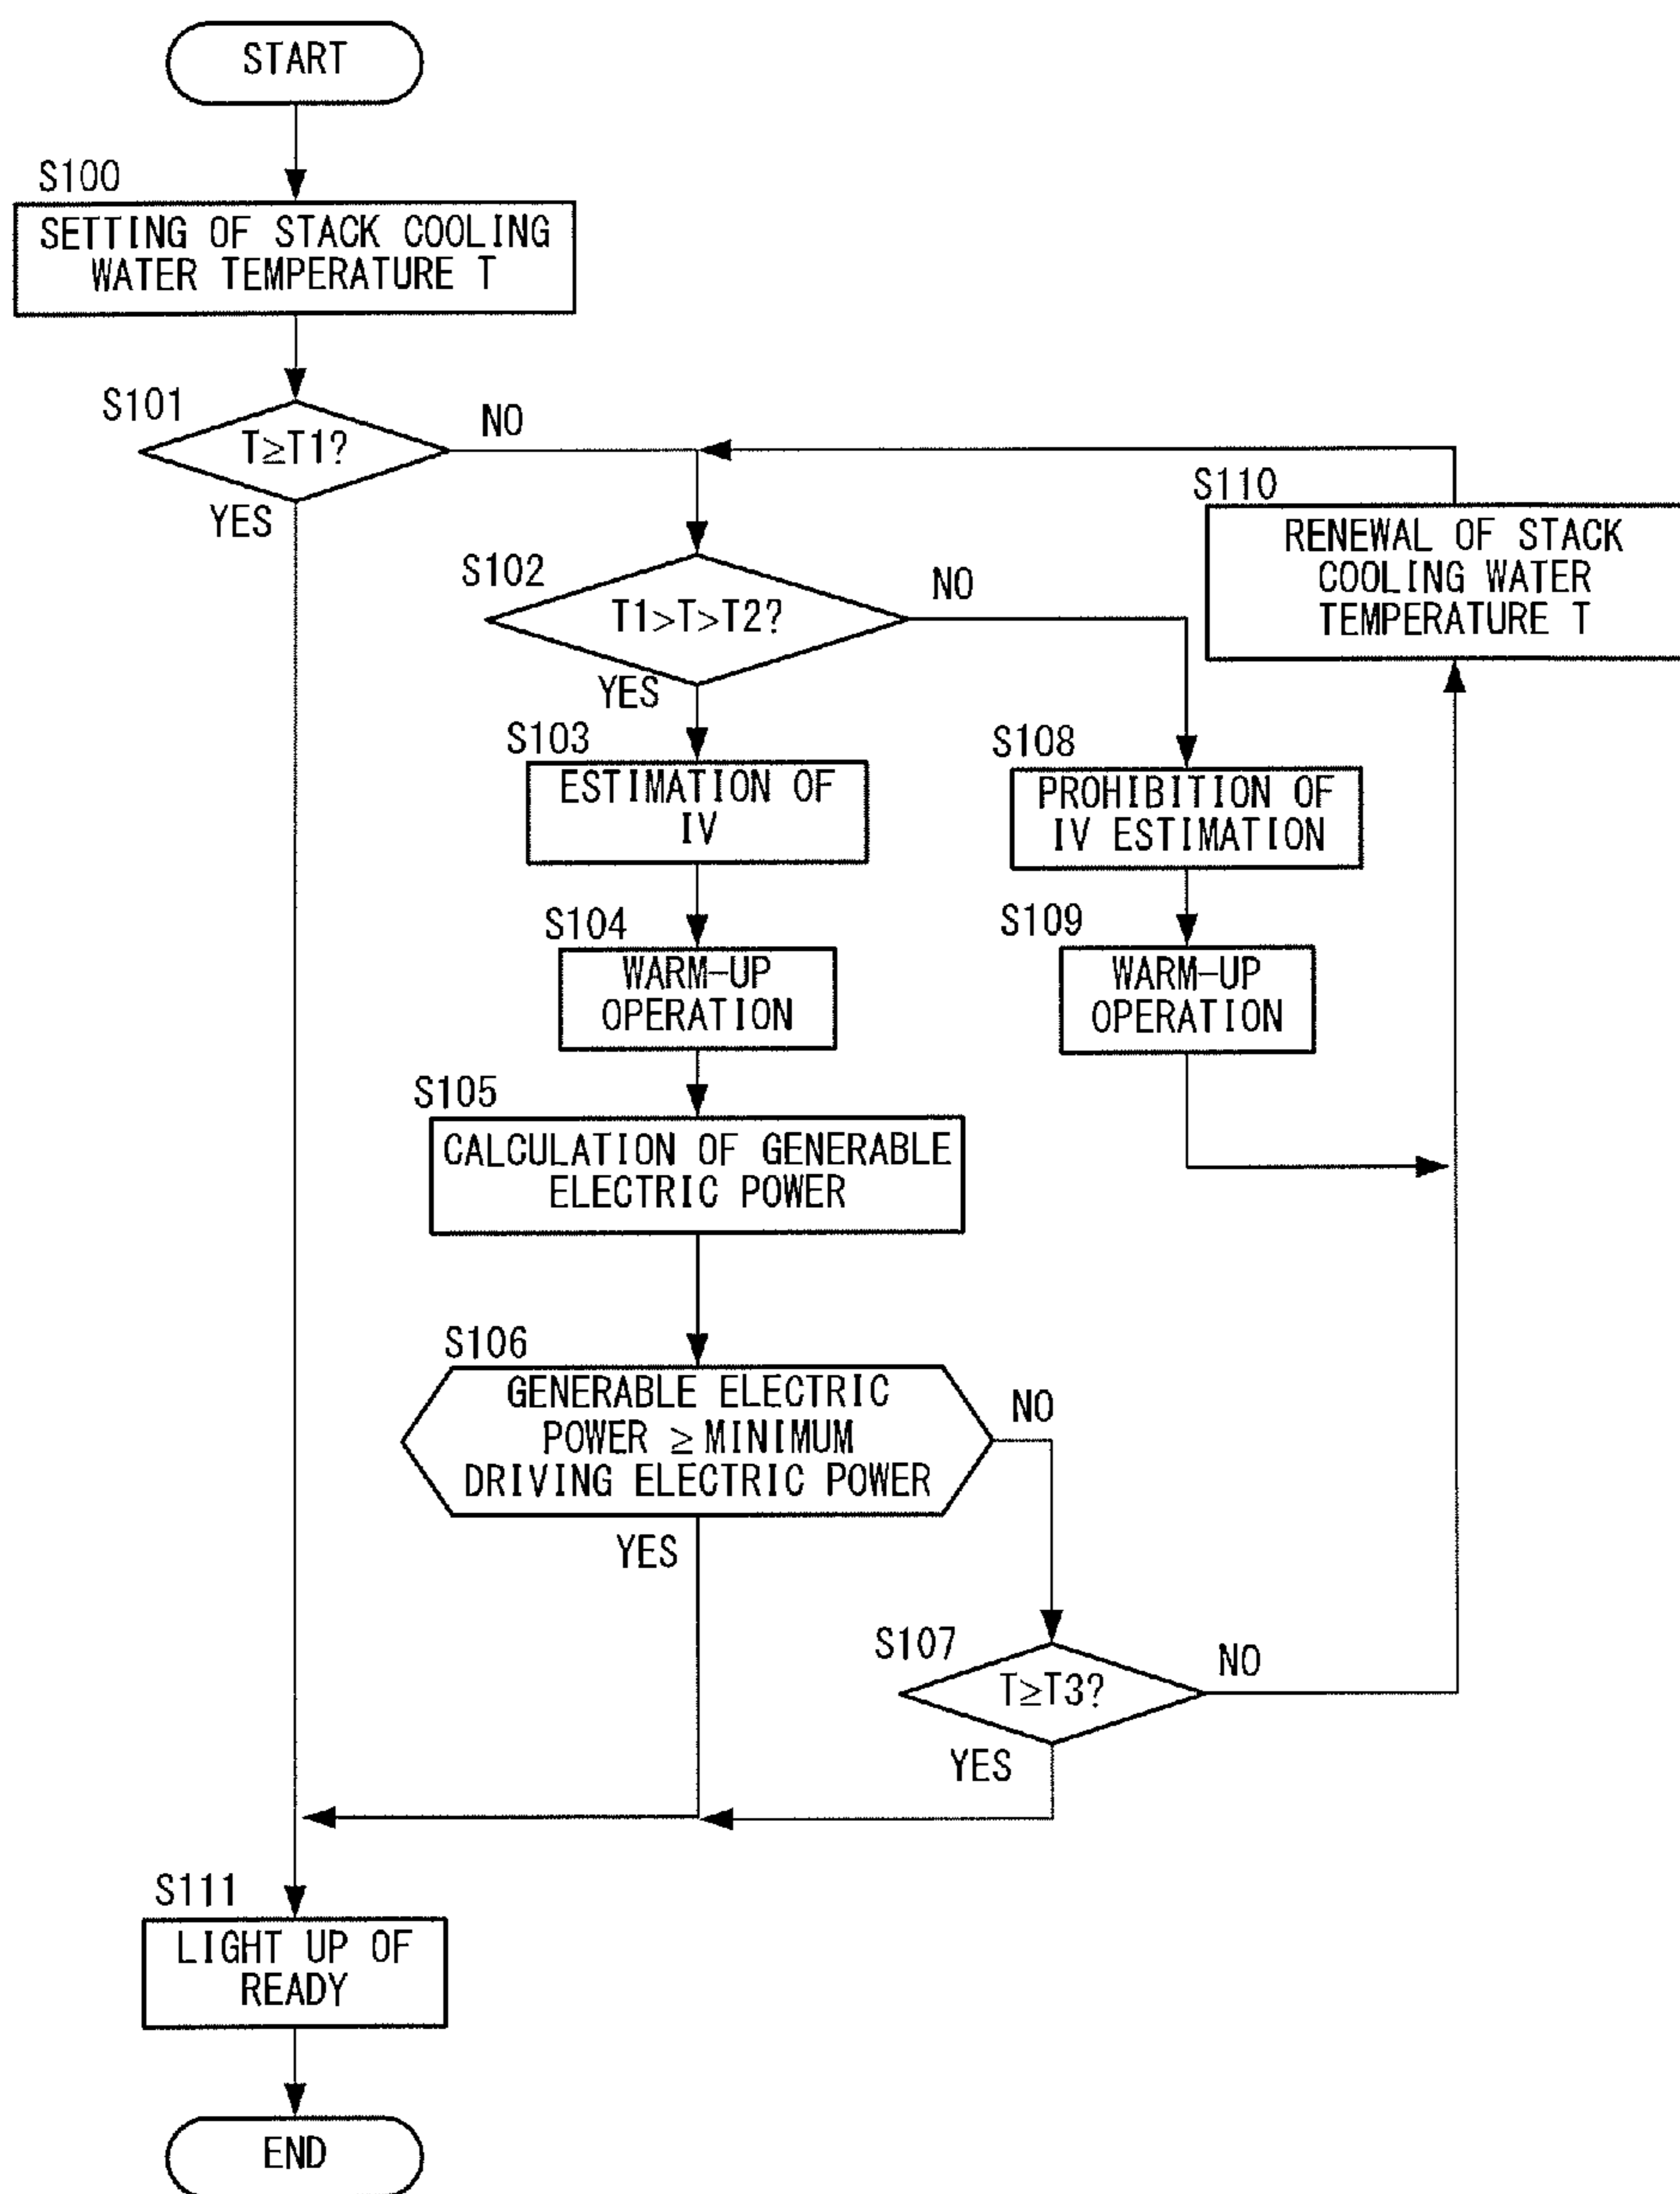 START
S100
SETTING OF STACK COOLING
WATER TEMPERATURE T
S101
T≥T1?
NO
YES
S102
T1>T>T2?
NO
YES
S110
RENEWAL OF STACK
COOLING WATER
TEMPERATURE T
S103
ESTIMATION OF
IV
S108
PROHIBITION OF
IV ESTIMATION
S104
WARM-UP
OPERATION
S109
WARM-UP
OPERATION
S105
CALCULATION OF GENERABLE
ELECTRIC POWER
S106
GENERABLE ELECTRIC
POWER ≥ MINIMUM
DRIVING ELECTRIC POWER
NO
YES
S107
T≥T3?
NO
YES
S111
LIGHT UP OF
READY
END